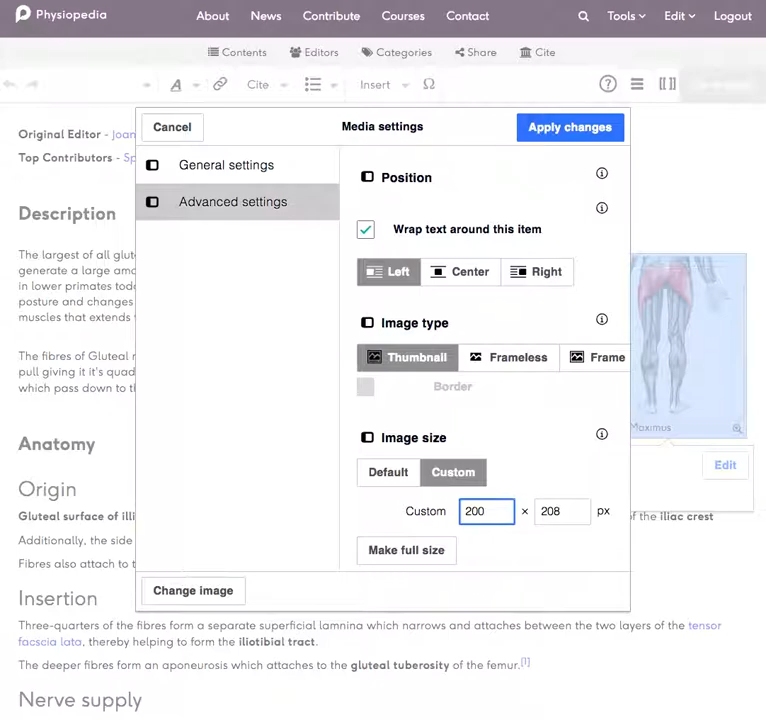 Physiopedia About News Contribute Courses Contact Tools Edit Logout
Contents Editors Categories Share Cite
A Cite Insert Ω ? [[ ]]
Original Editor - Joan
Top Contributors - Sp
Cancel Media settings Apply changes
General settings
Advanced settings
Position
Wrap text around this item
Left Center Right
Image type
Thumbnail Frameless Frame
Border
Image size
Default Custom
Custom 200 × 208 px
Make full size
Change image
Description
The largest of all glut
generate a large amo
in lower primates toda
posture and changes
muscles that extends
The fibres of Gluteal
pull giving it it's quad
which pass down to th
Maximus
Edit
Anatomy
Origin
Gluteal surface of ili of the iliac crest
Additionally, the side
Fibres also attach to t
Insertion
Three-quarters of the fibres form a separate superficial lamnina which narrows and attaches between the two layers of the tensor
facscia lata, thereby helping to form the iliotibial tract.
The deeper fibres form an aponeurosis which attaches to the gluteal tuberosity of the femur.[1]
Nerve supply